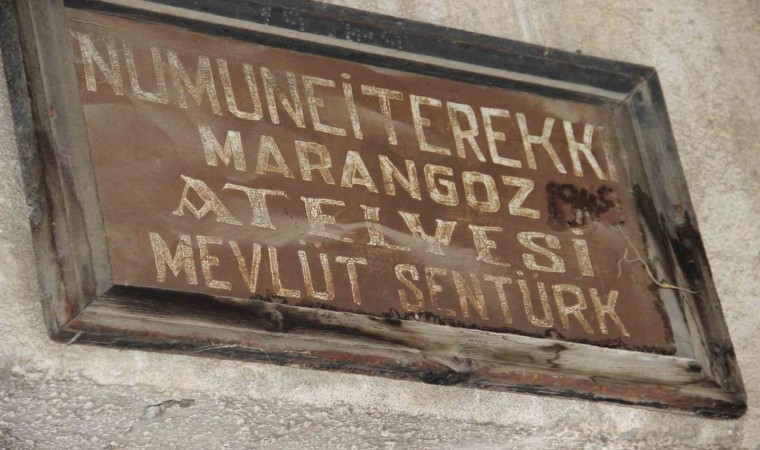 NUMUNEİTEREKKİ
MARANGOZ
ATELYESİ
MEVLÜT ŞENTÜRK